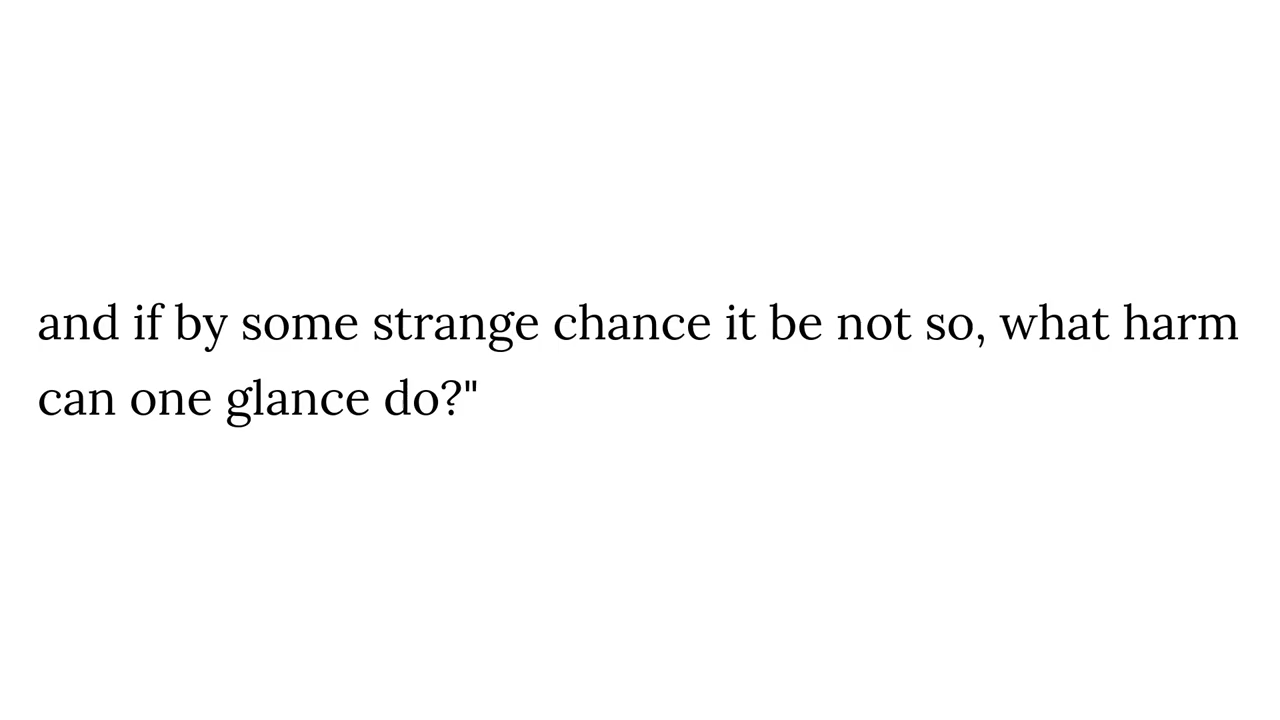 and if by some strange chance it be not so, what harm
can one glance do?"